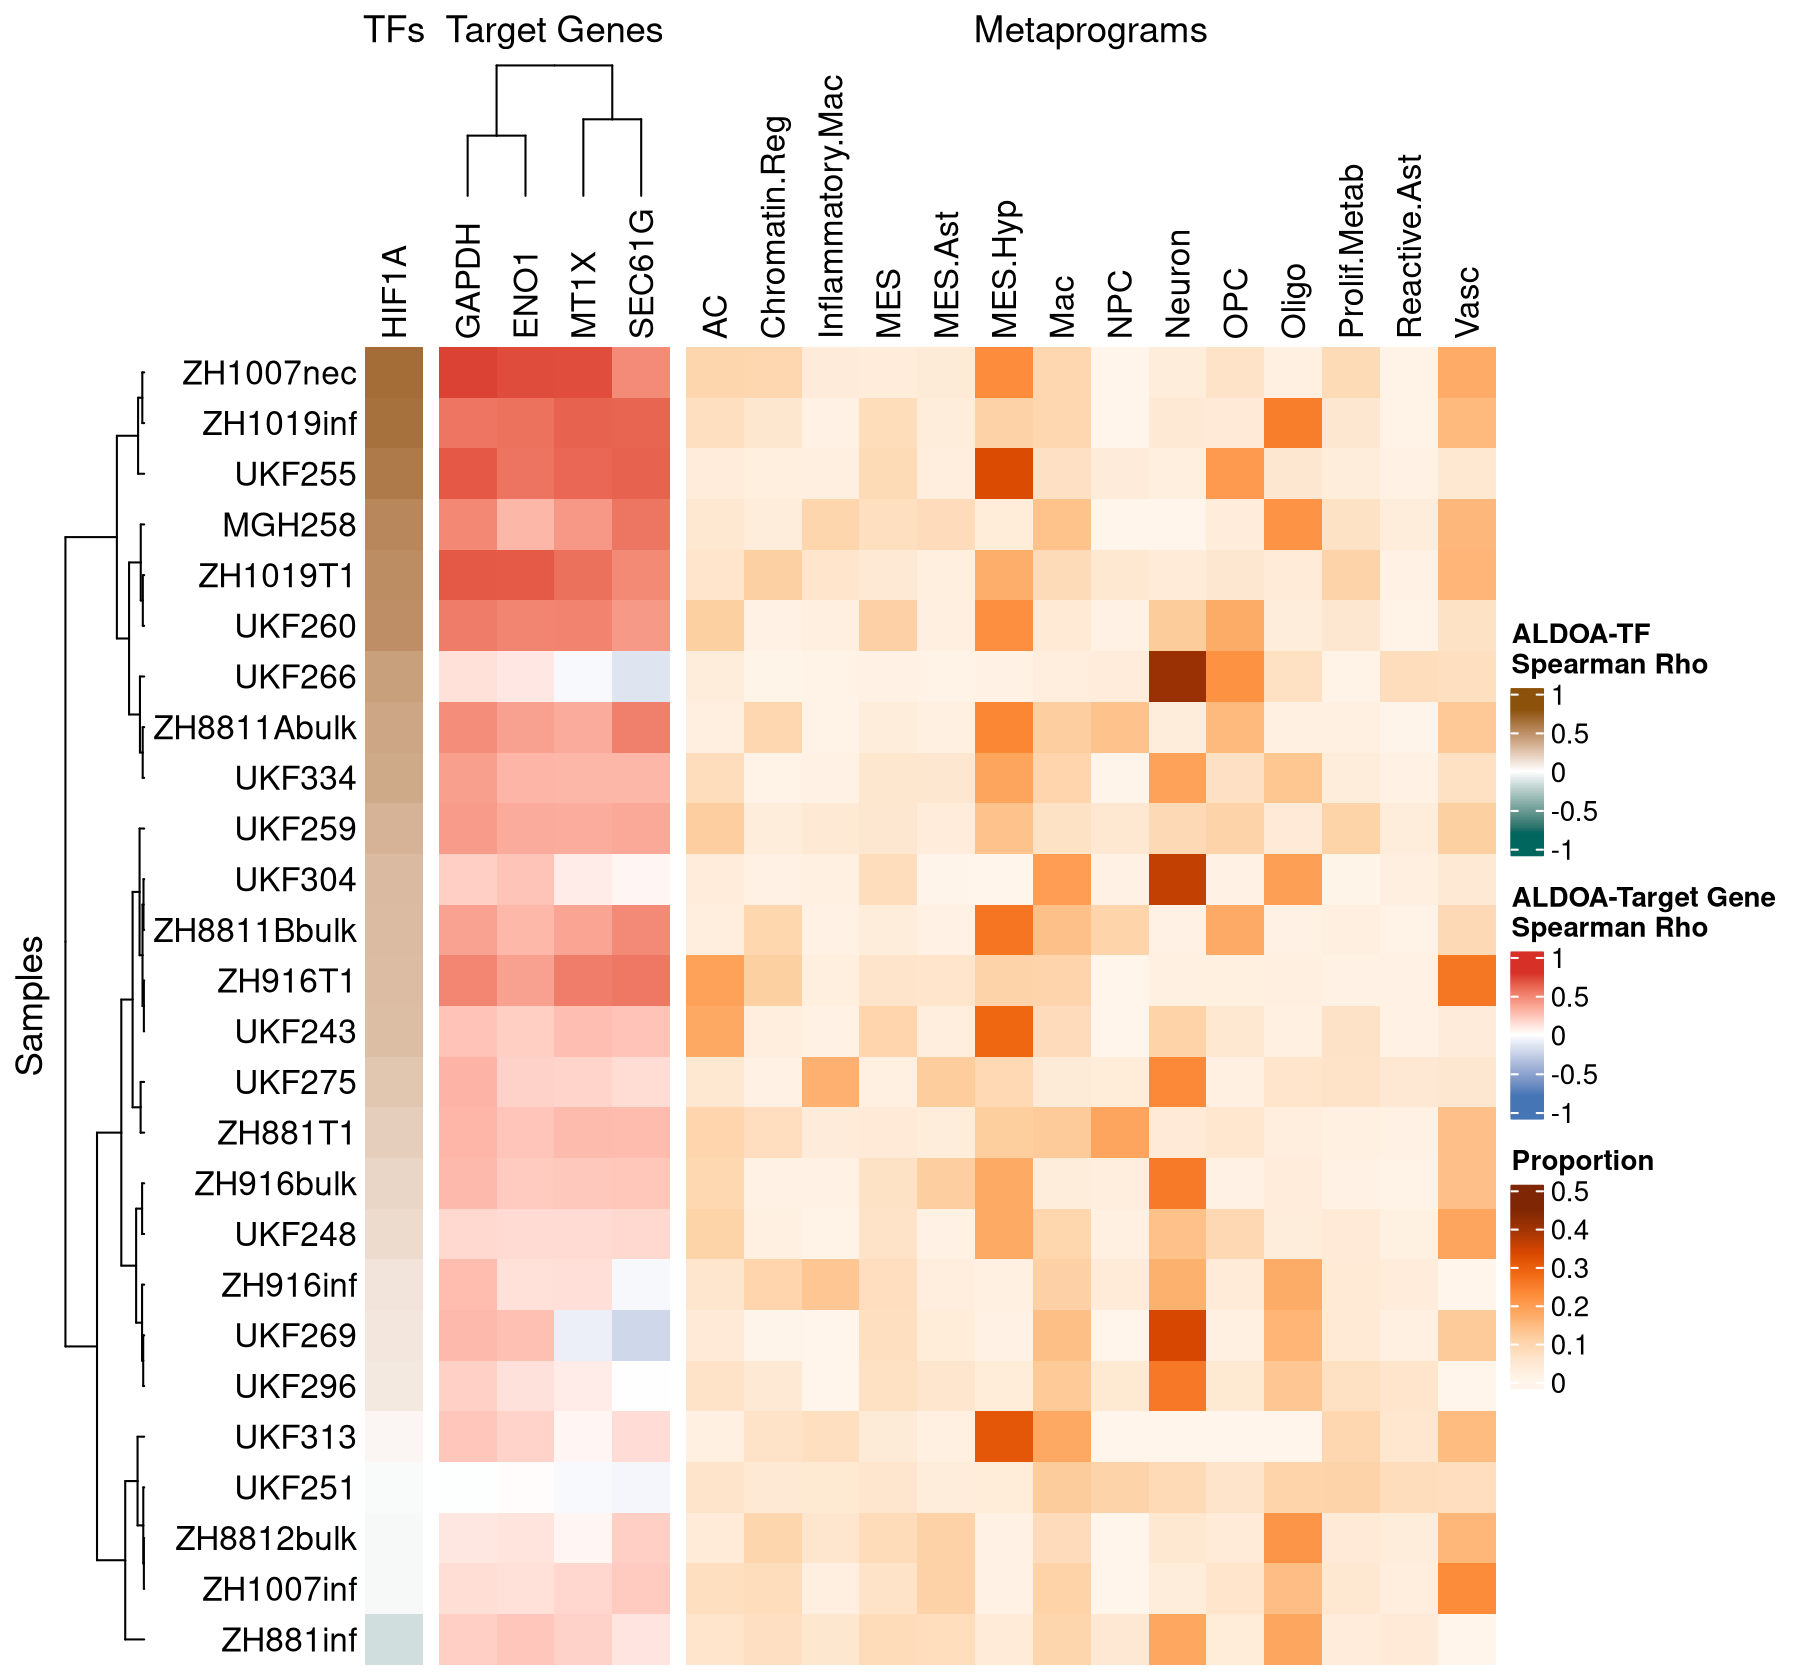 TFs Target Genes Metaprograms
HIF1A
GAPDH
ENO1
MT1X
SEC61G
AC
Chromatin.Reg
Inflammatory.Mac
MES
MES.Ast
MES.Hyp
Mac
NPC
Neuron
OPC
Oligo
Prolif.Metab
Reactive.Ast
Vasc
Samples
ZH1007nec
ZH1019inf
UKF255
MGH258
ZH1019T1
UKF260
UKF266
ZH8811Abulk
UKF334
UKF259
UKF304
ZH8811Bbulk
ZH916T1
UKF243
UKF275
ZH881T1
ZH916bulk
UKF248
ZH916inf
UKF269
UKF296
UKF313
UKF251
ZH8812bulk
ZH1007inf
ZH881inf
ALDOA-TF
Spearman Rho
1
0.5
0
-0.5
-1
ALDOA-Target Gene
Spearman Rho
1
0.5
0
-0.5
-1
Proportion
0.5
0.4
0.3
0.2
0.1
0